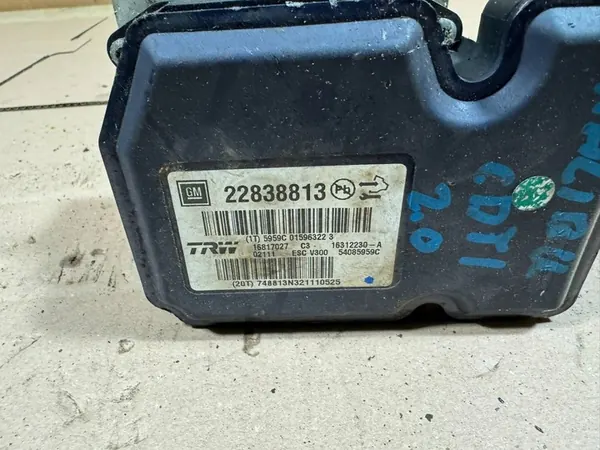 GM 22838813 Pb
(1T) 5959C 01596322 3
TRW 16817027 C3 - 16312230-A
02111 ESC V300 54085959C
(20T) 748813N321110525
MALIBU
CDTI
2.0